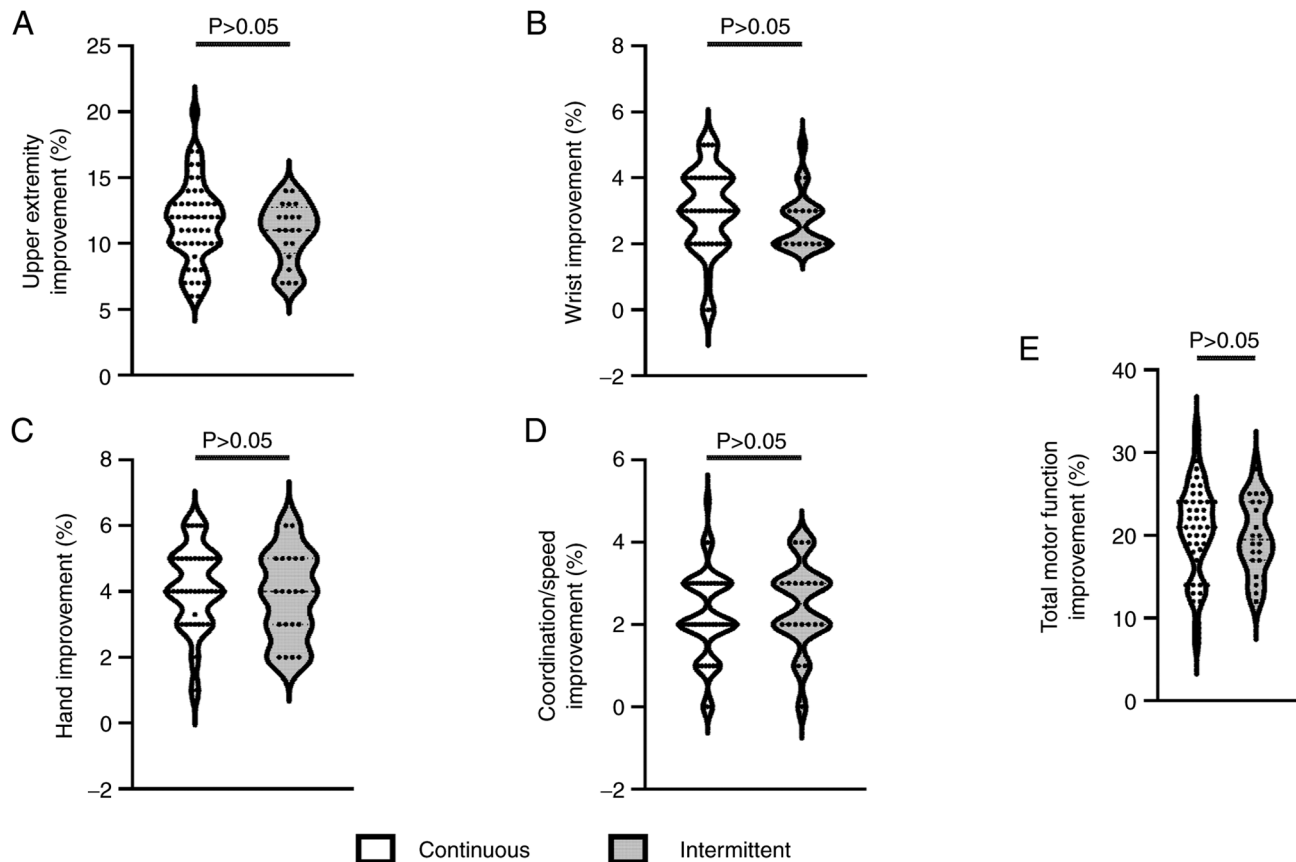 A
P>0.05
25
20
15
10
5
0
Upper extremity
improvement (%)
B
P>0.05
8
6
4
2
0
−2
Wrist improvement (%)
C
P>0.05
8
6
4
2
0
−2
Hand improvement (%)
D
P>0.05
6
4
2
0
−2
Coordination/speed
improvement (%)
E
P>0.05
40
30
20
10
0
Total motor function
improvement (%)
Continuous
Intermittent